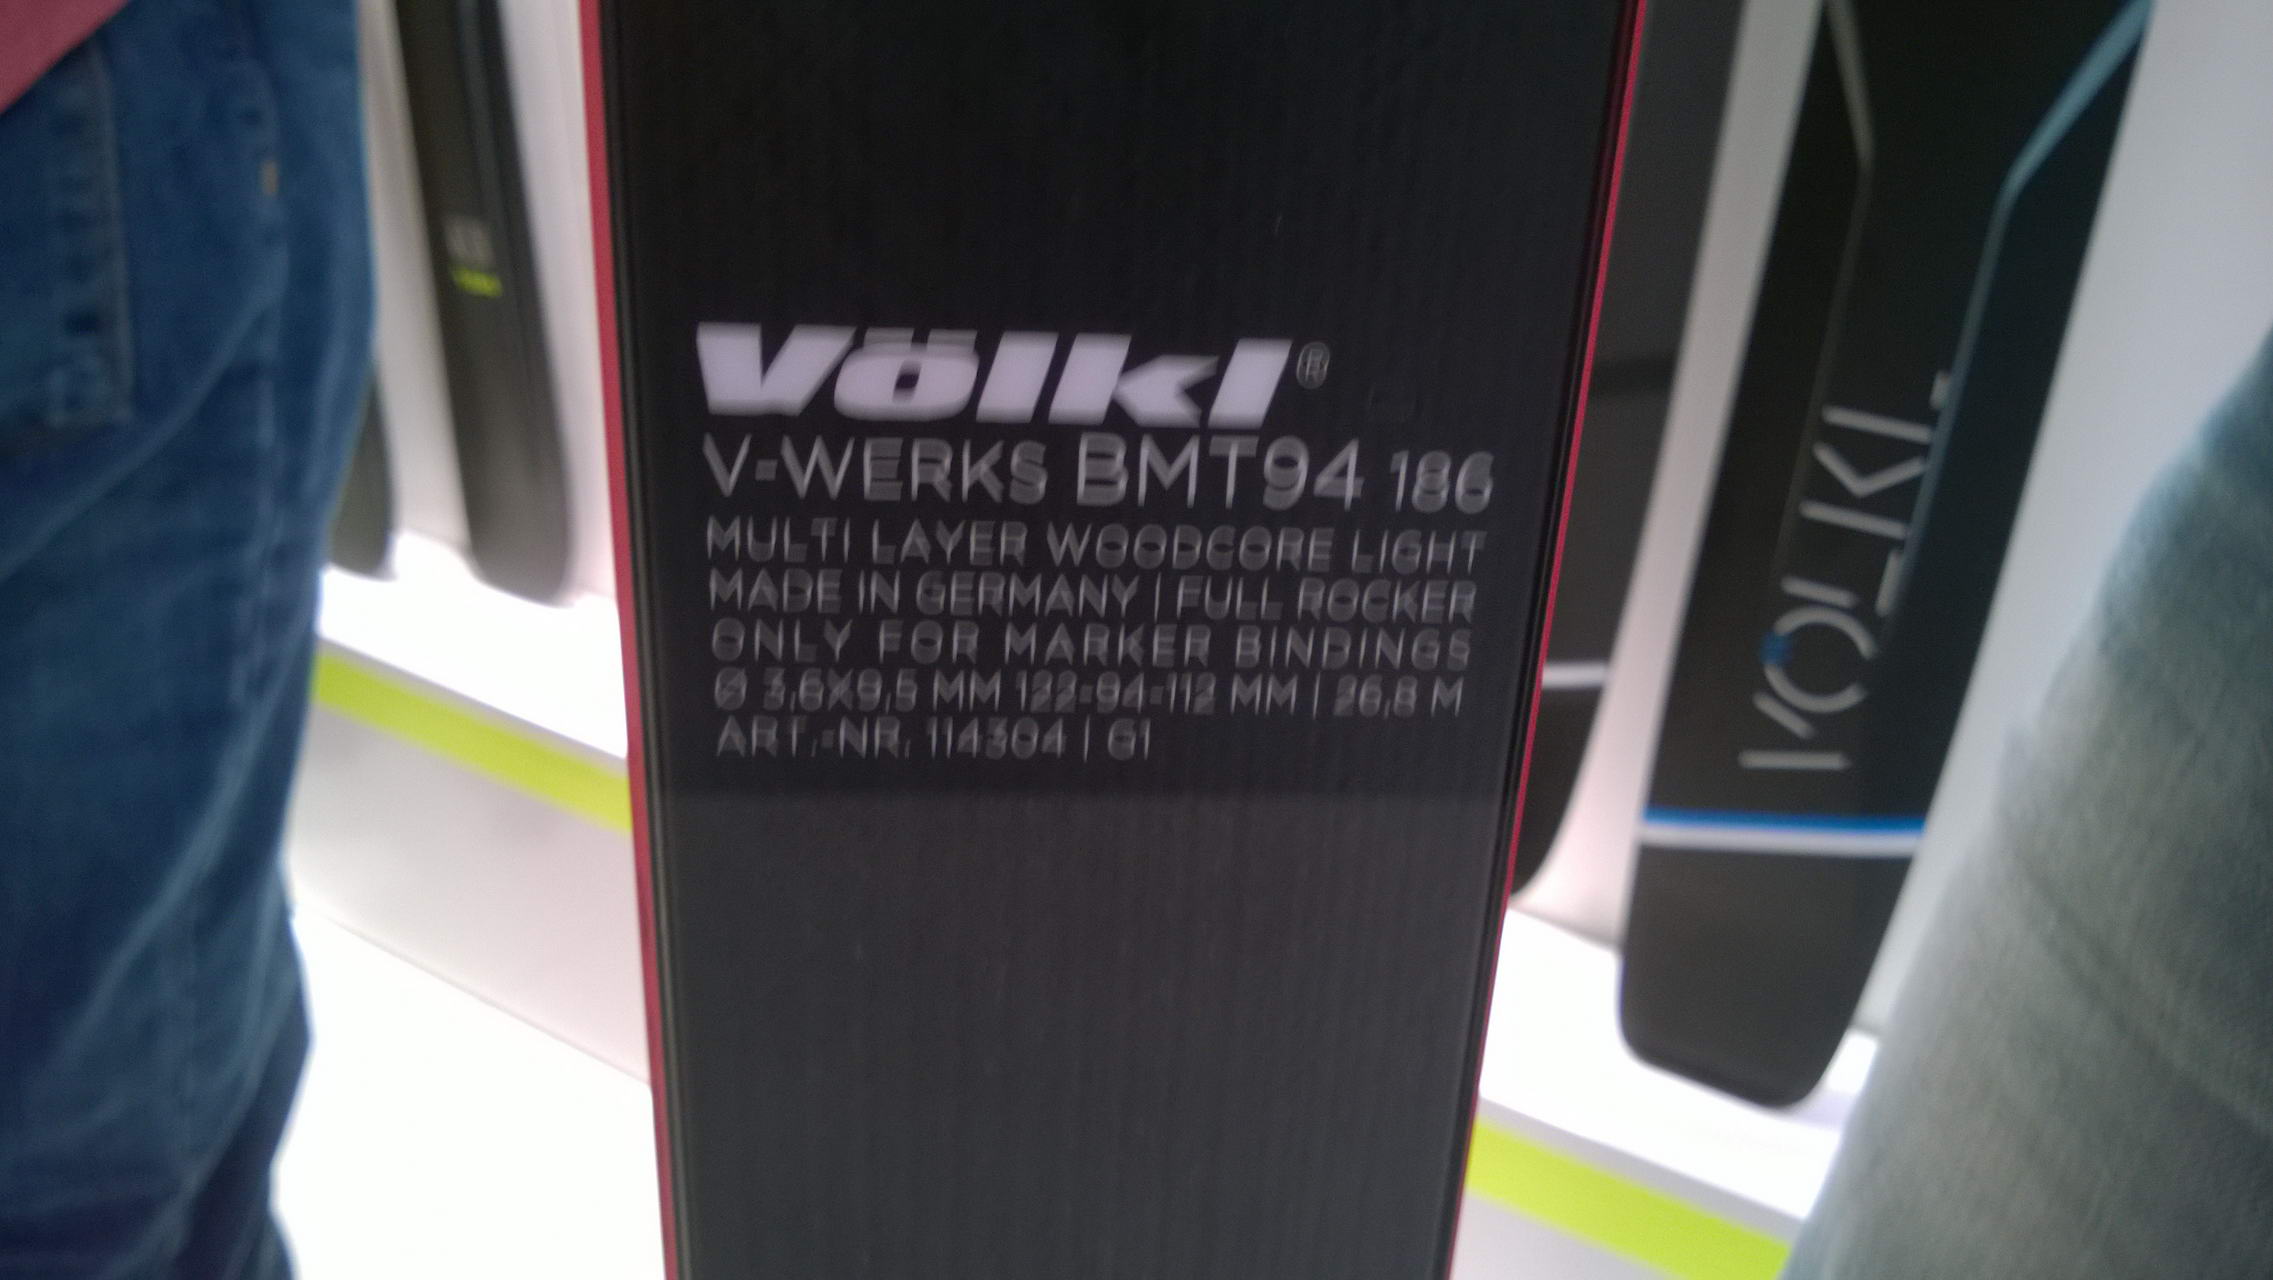 Völkl®
V-WERKS BMT94 186
MULTI LAYER WOODCORE LIGHT
MADE IN GERMANY | FULL ROCKER
ONLY FOR MARKER BINDINGS
Ø 3,6X9,5 MM 122-94-112 MM | 26,8 M
ART.-NR. 114304 | G1
VÖLKL